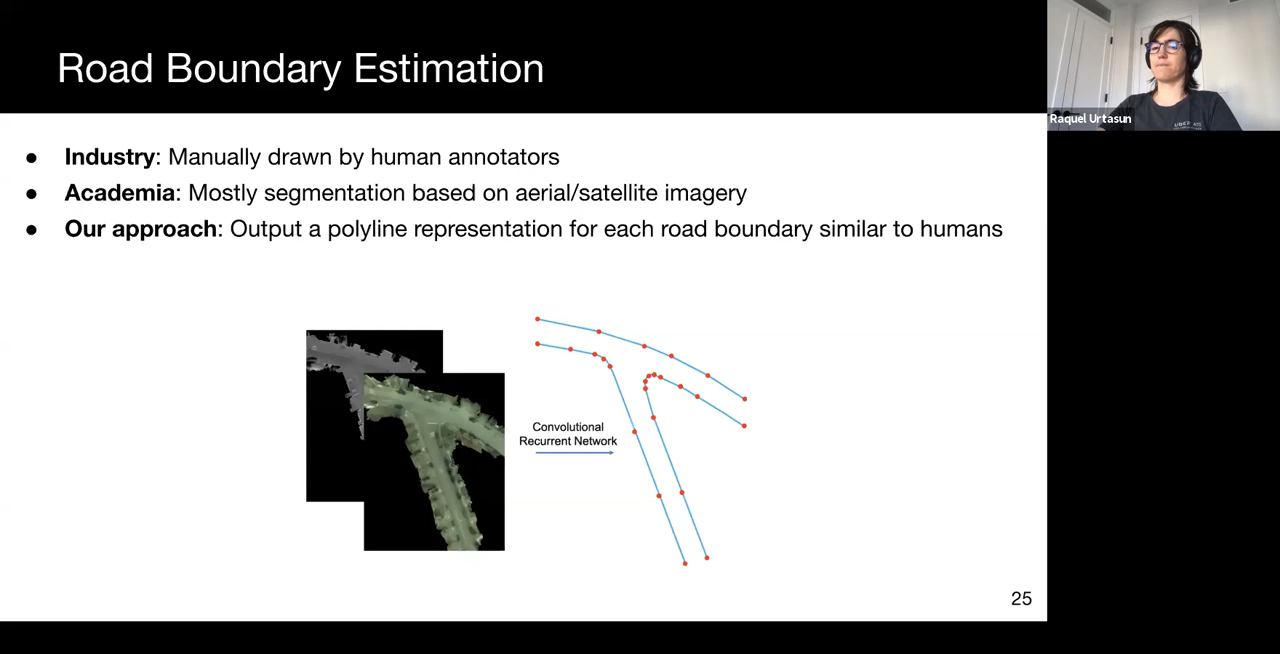 Road Boundary Estimation
Raquel Urtasun
● Industry: Manually drawn by human annotators
● Academia: Mostly segmentation based on aerial/satellite imagery
● Our approach: Output a polyline representation for each road boundary similar to humans
Convolutional
Recurrent Network
25